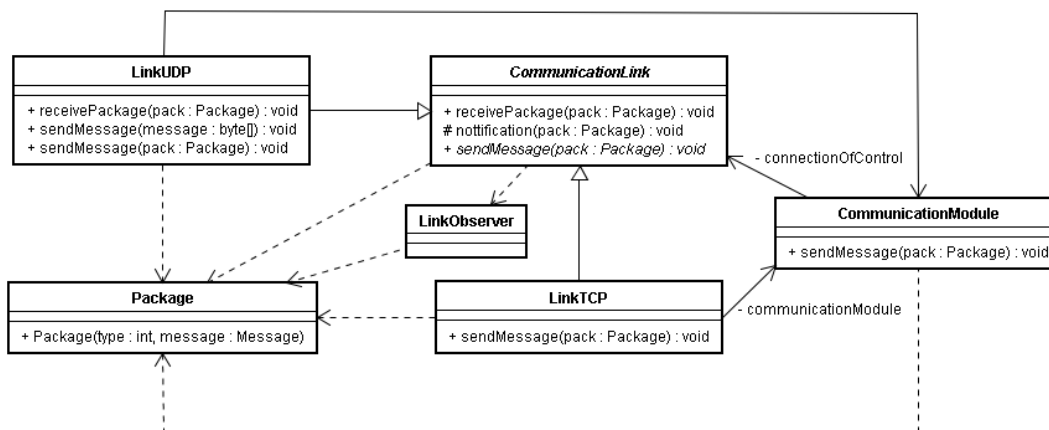 LinkUDP
+ receivePackage(pack : Package) : void
+ sendMessage(message : byte[]) : void
+ sendMessage(pack : Package) : void
CommunicationLink
+ receivePackage(pack : Package) : void
# nottification(pack : Package) : void
+ sendMessage(pack : Package) : void
- connectionOfControl
LinkObserver
CommunicationModule
+ sendMessage(pack : Package) : void
Package
+ Package(type : int, message : Message)
LinkTCP
+ sendMessage(pack : Package) : void
- communicationModule